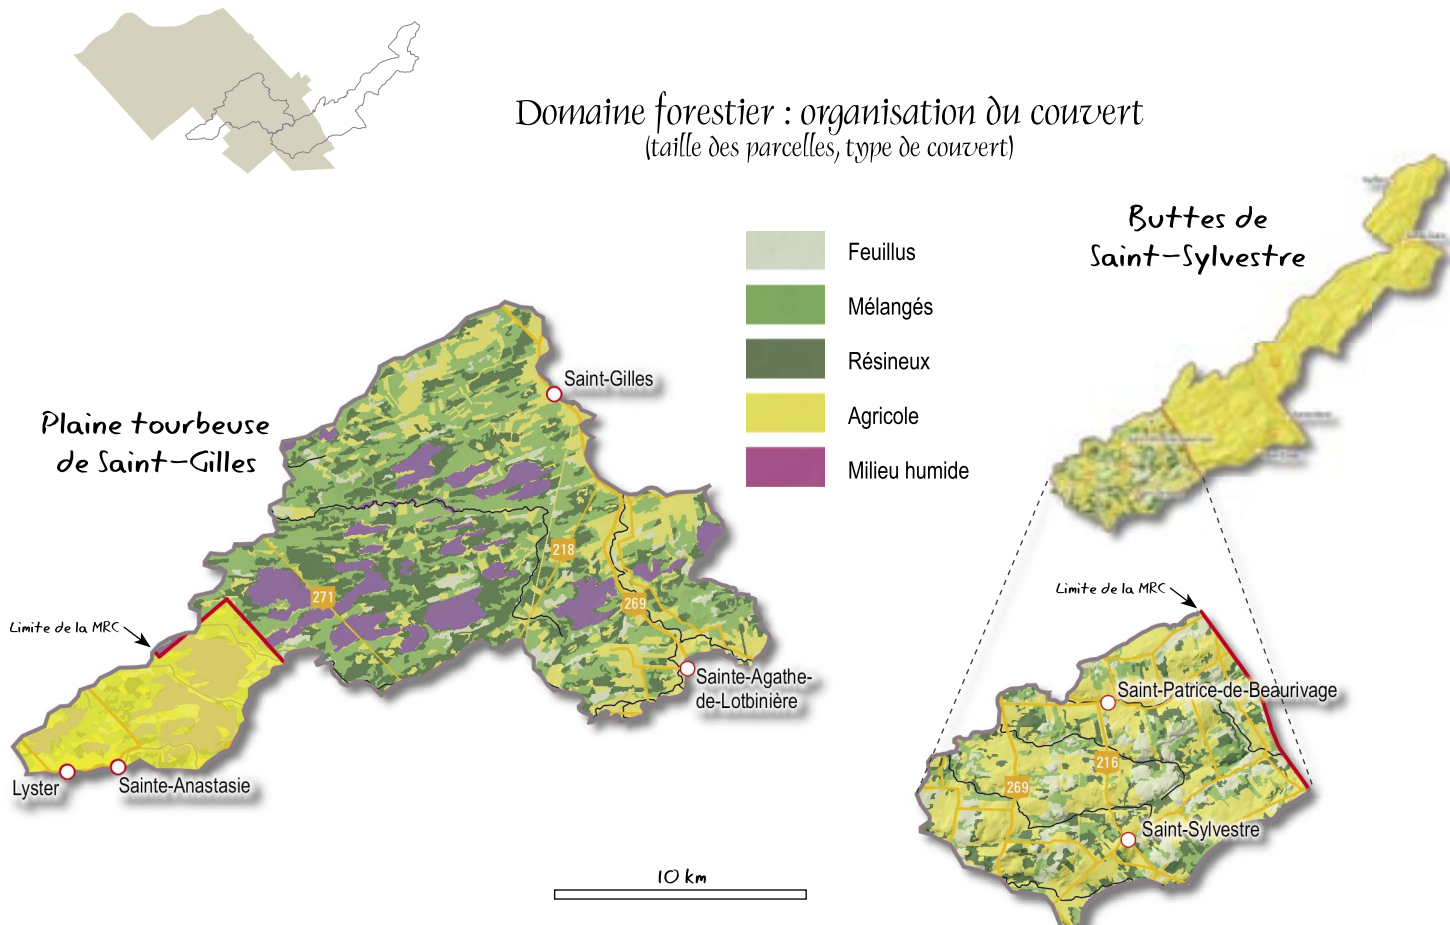 Domaine forestier : organisation du couvert
(taille des parcelles, type de couvert)
Buttes de
Saint-Sylvestre
Feuillus
Mélangés
Résineux
Agricole
Milieu humide
Plaine tourbeuse
de Saint-Gilles
Saint-Gilles
218
271
269
Limite de la MRC
Sainte-Agathe-
de-Lotbinière
Lyster
Sainte-Anastasie
Limite de la MRC
Saint-Patrice-de-Beaurivage
216
269
Saint-Sylvestre
10 km